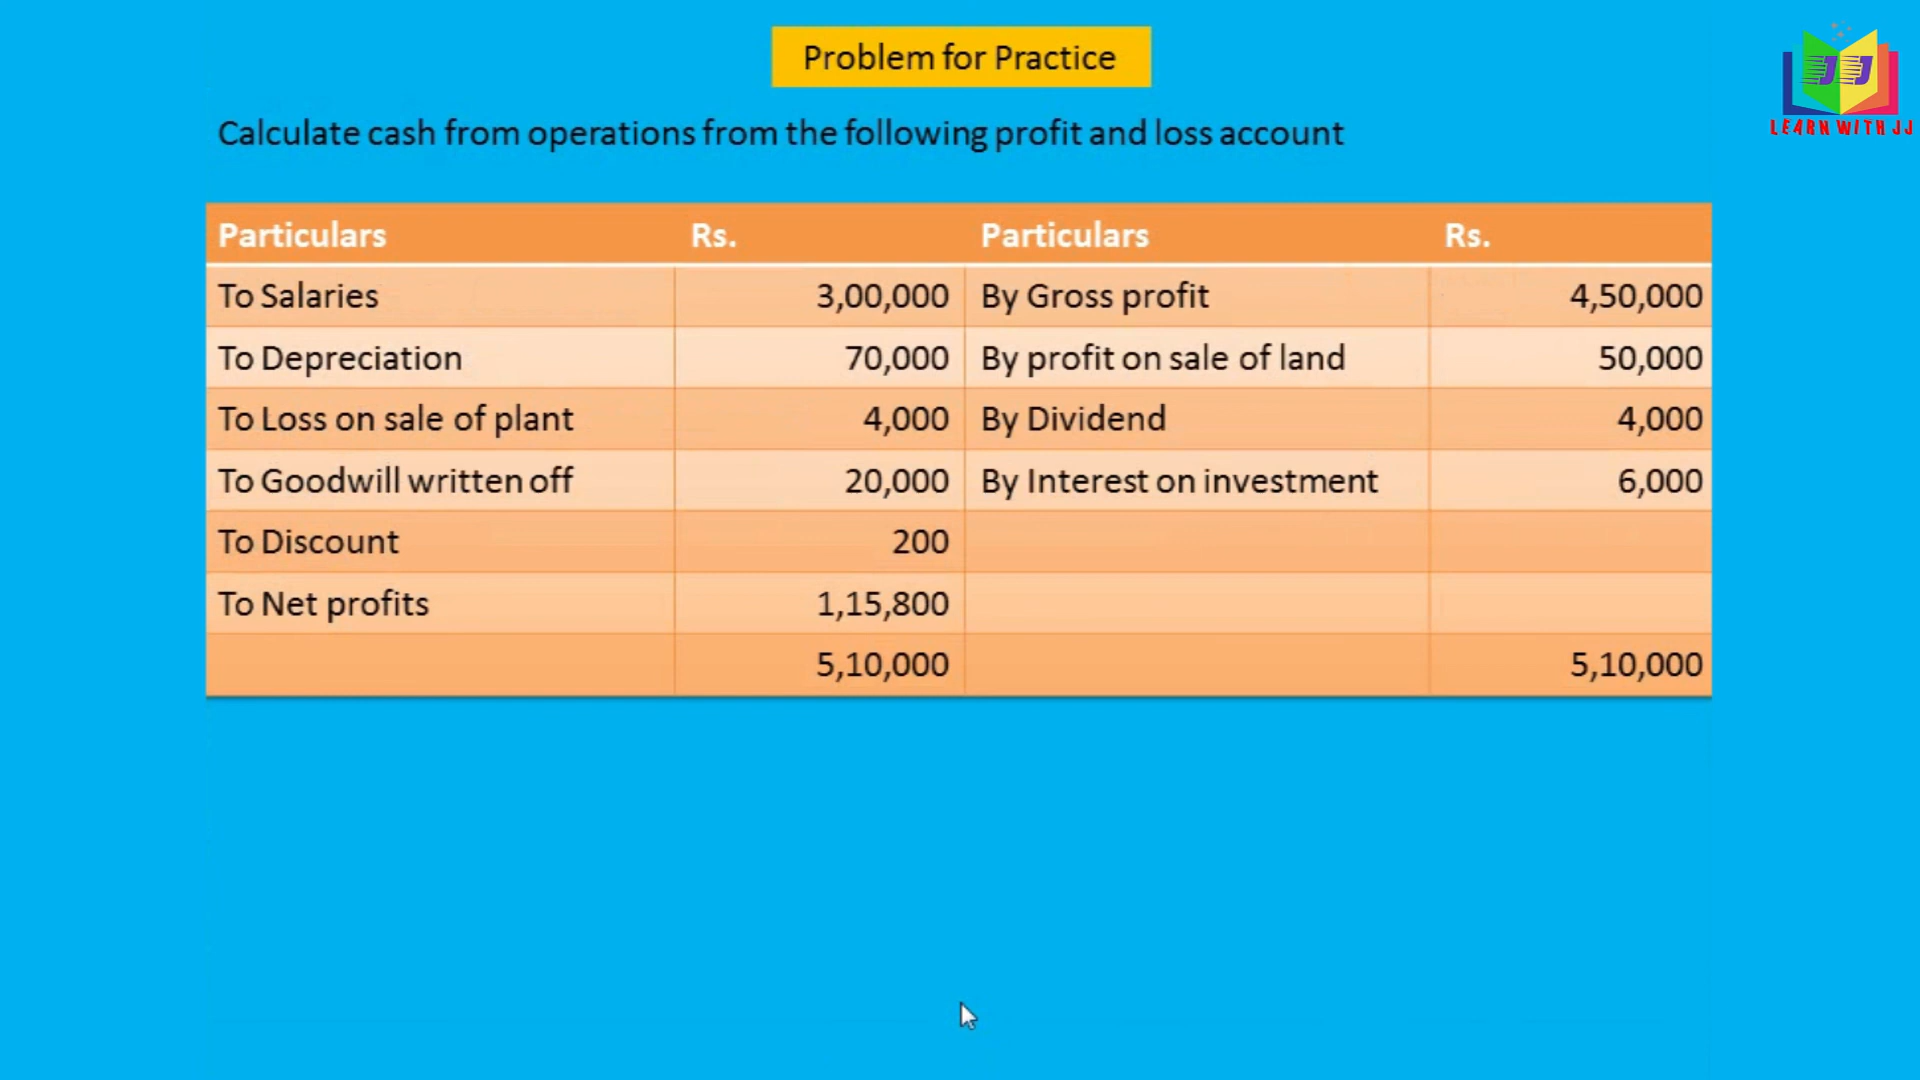 Problem for Practice
LEARN WITH JJ
Calculate cash from operations from the following profit and loss account
Particulars Rs. Particulars Rs.
To Salaries 3,00,000 By Gross profit 4,50,000
To Depreciation 70,000 By profit on sale of land 50,000
To Loss on sale of plant 4,000 By Dividend 4,000
To Goodwill written off 20,000 By Interest on investment 6,000
To Discount 200
To Net profits 1,15,800
5,10,000 5,10,000